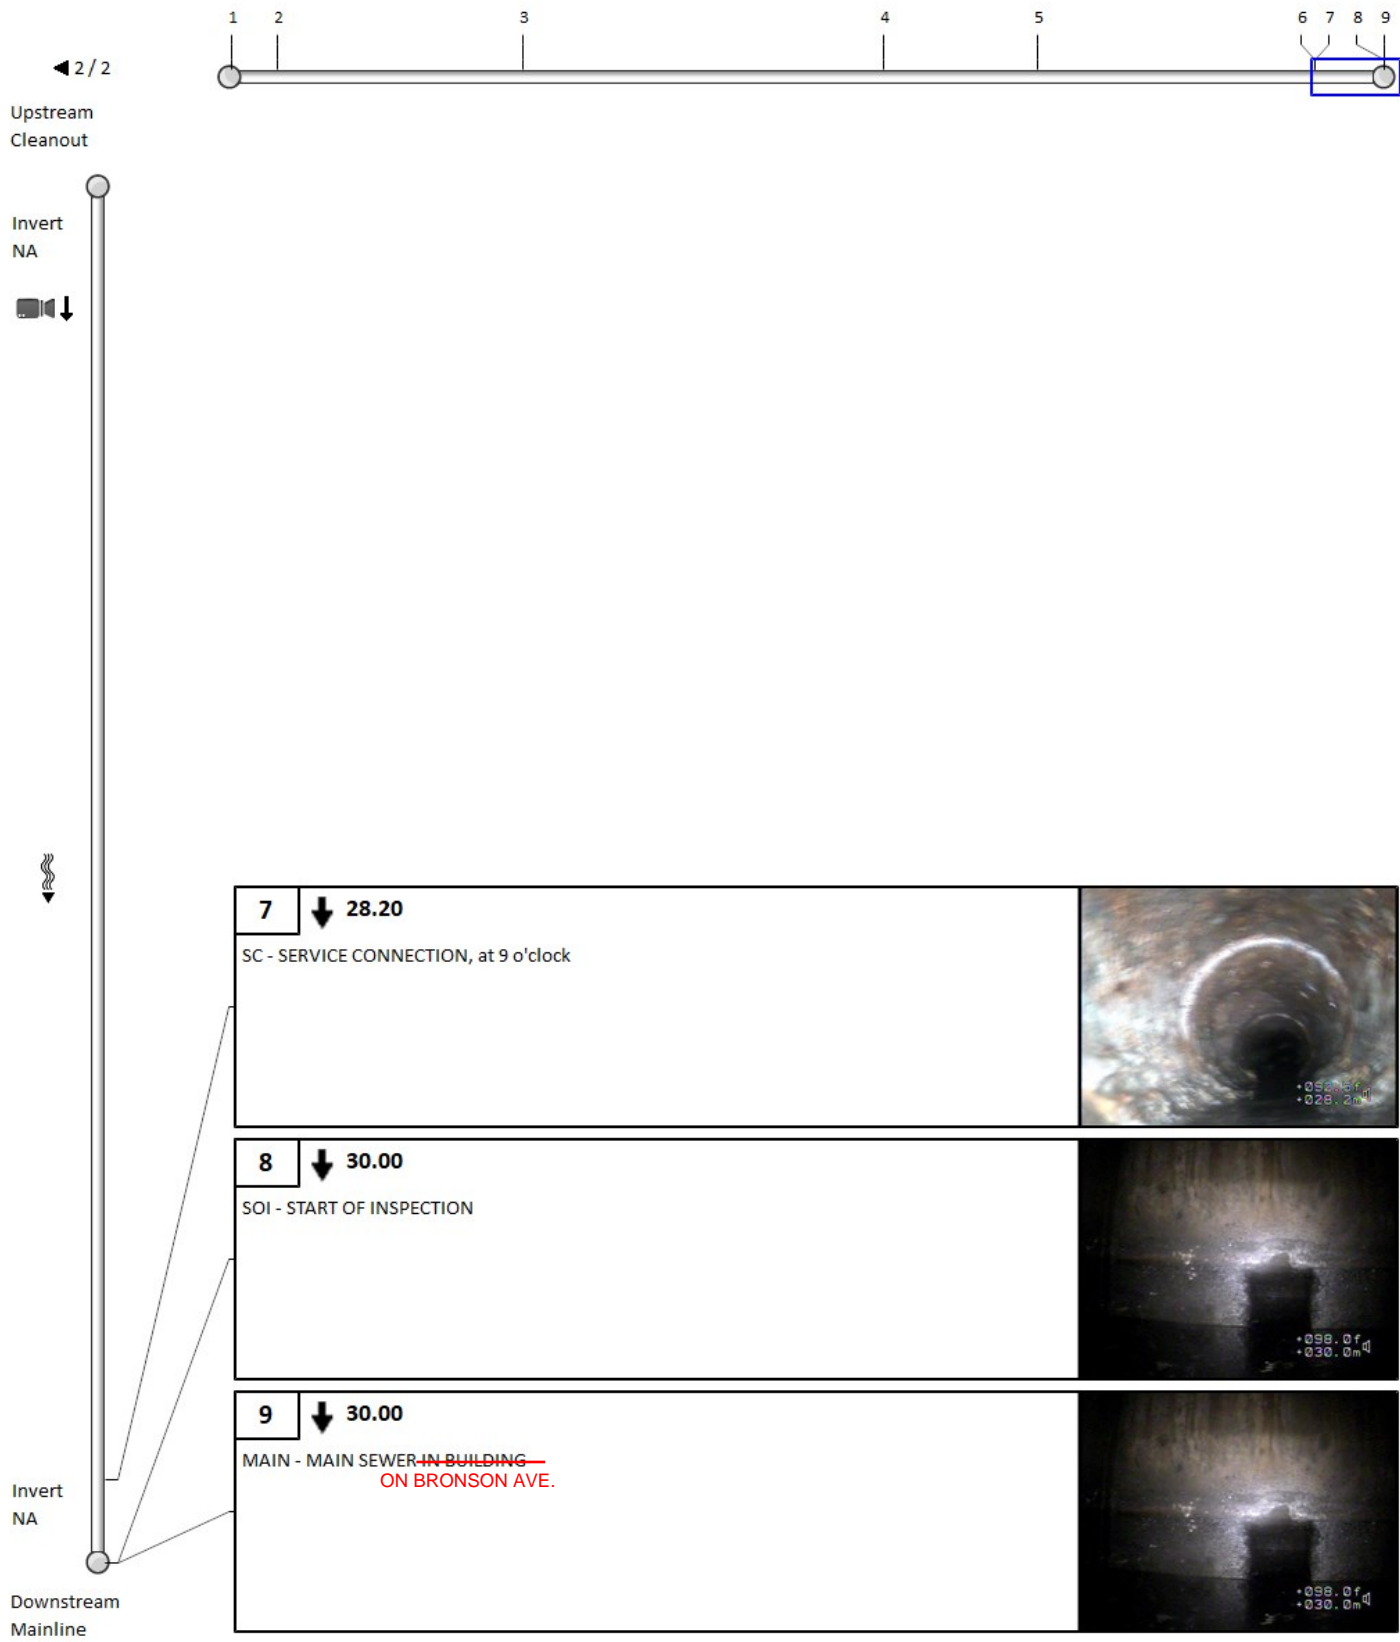 1 2 3 4 5 6 7 8 9
2 / 2
Upstream
Cleanout
Invert
NA
7 28.20
SC - SERVICE CONNECTION, at 9 o'clock
+028.2m
8 30.00
SOI - START OF INSPECTION
+098.0f
+030.0m
9 30.00
MAIN - MAIN SEWER IN BUILDING
ON BRONSON AVE.
+098.0f
+030.0m
Invert
NA
Downstream
Mainline